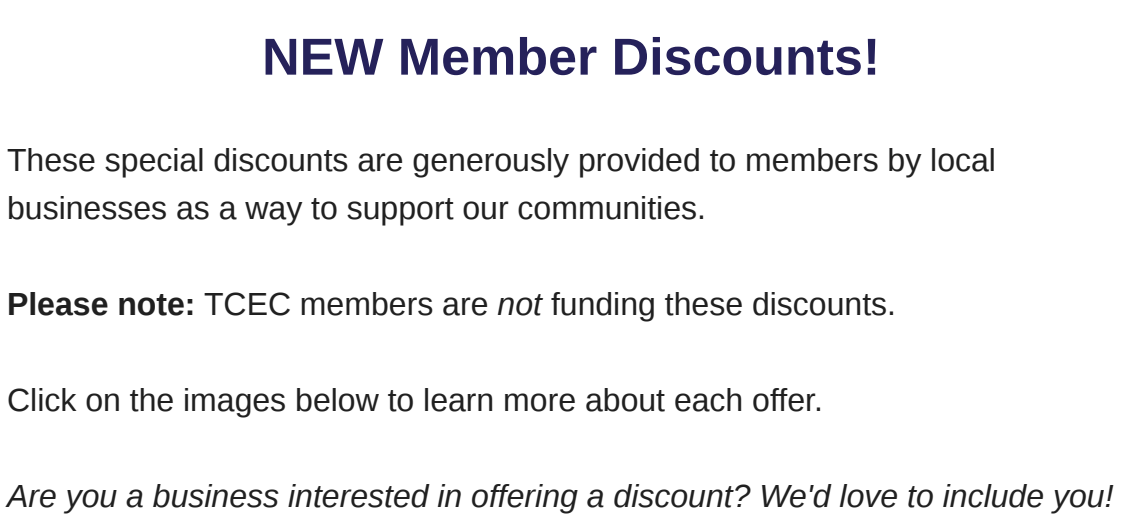 NEW Member Discounts!
These special discounts are generously provided to members by local
businesses as a way to support our communities.
Please note: TCEC members are not funding these discounts.
Click on the images below to learn more about each offer.
Are you a business interested in offering a discount? We'd love to include you!